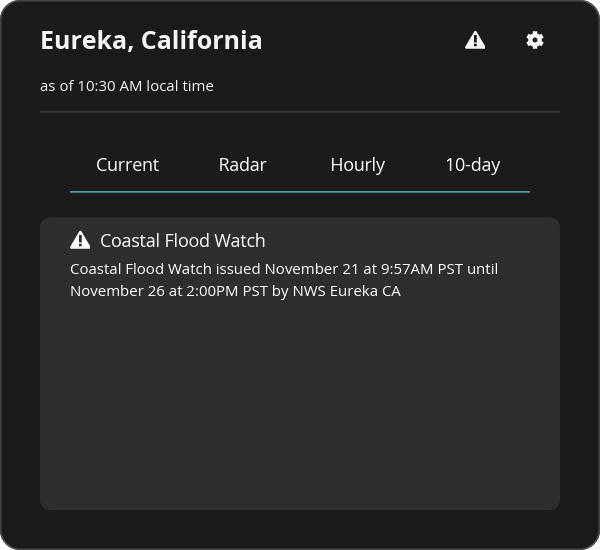 Eureka, California
as of 10:30 AM local time
Current Radar Hourly 10-day
Coastal Flood Watch
Coastal Flood Watch issued November 21 at 9:57AM PST until
November 26 at 2:00PM PST by NWS Eureka CA